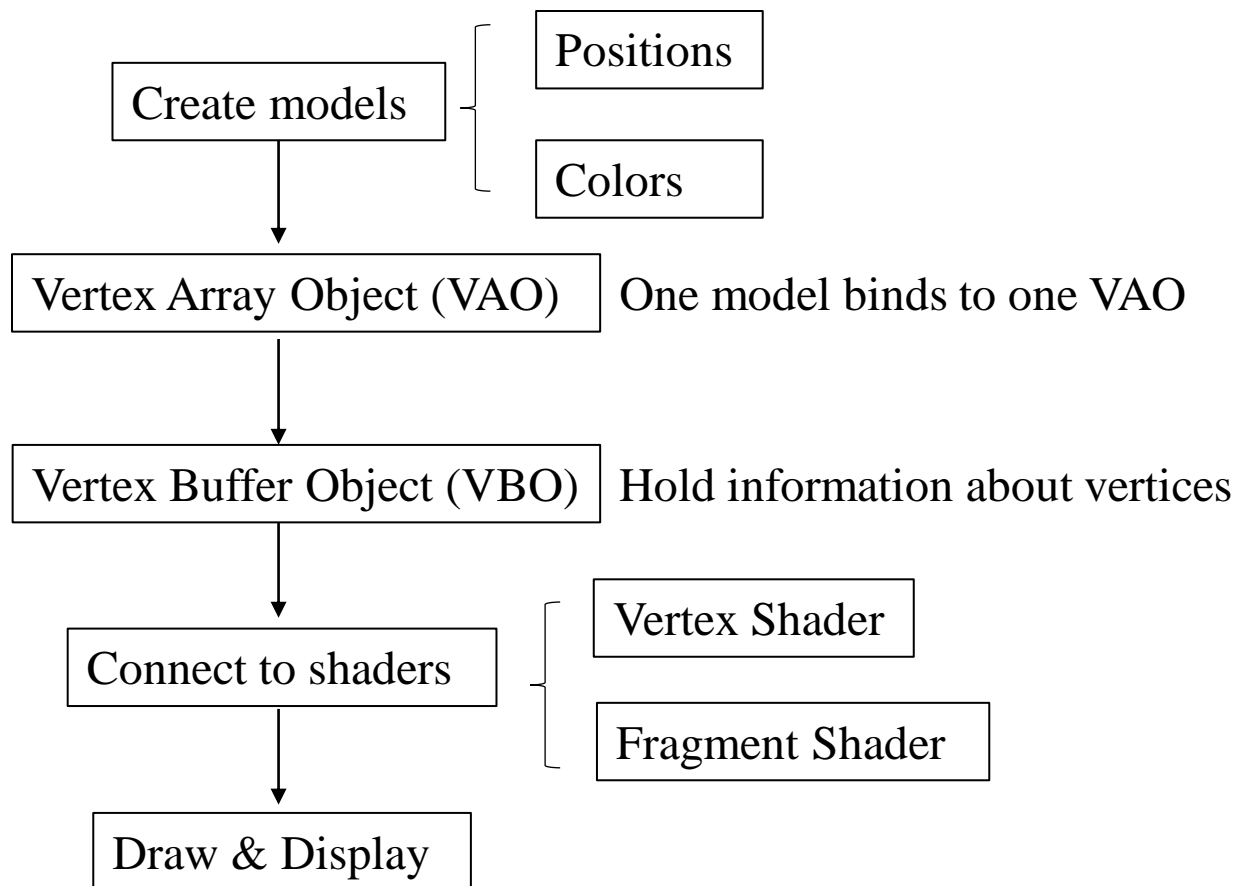 Positions
Create models
Colors
Vertex Array Object (VAO)
One model binds to one VAO
Vertex Buffer Object (VBO)
Hold information about vertices
Vertex Shader
Connect to shaders
Fragment Shader
Draw & Display